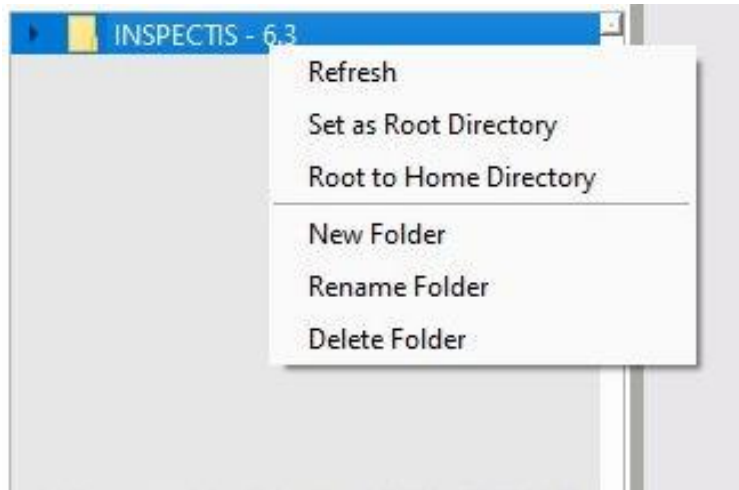 INSPECTIS - 6.3
Refresh
Set as Root Directory
Root to Home Directory
New Folder
Rename Folder
Delete Folder